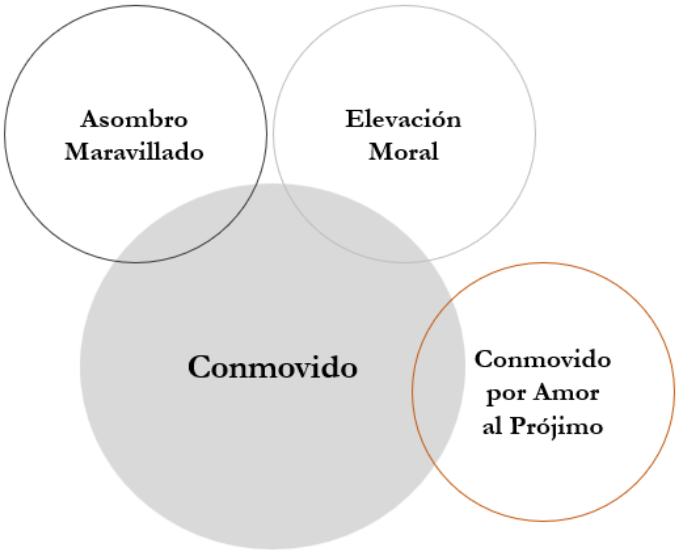 Asombro
Maravillado
Elevación
Moral
Conmovido
Conmovido
por Amor
al Prójimo